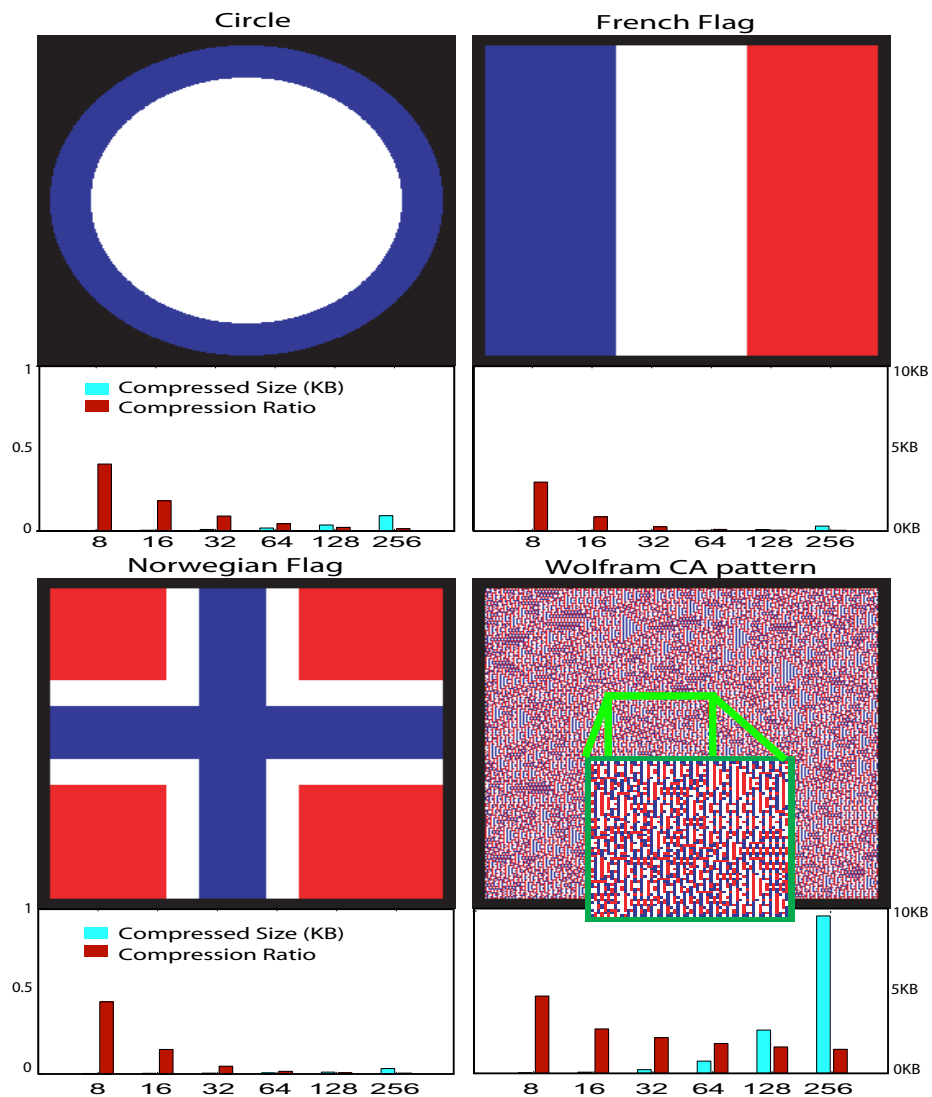 Circle
French Flag
1
0.5
0
Compressed Size (KB)
Compression Ratio
8 16 32 64 128 256
10KB
5KB
0KB
8 16 32 64 128 256
Norwegian Flag
Wolfram CA pattern
1
0.5
0
Compressed Size (KB)
Compression Ratio
8 16 32 64 128 256
10KB
5KB
0KB
8 16 32 64 128 256